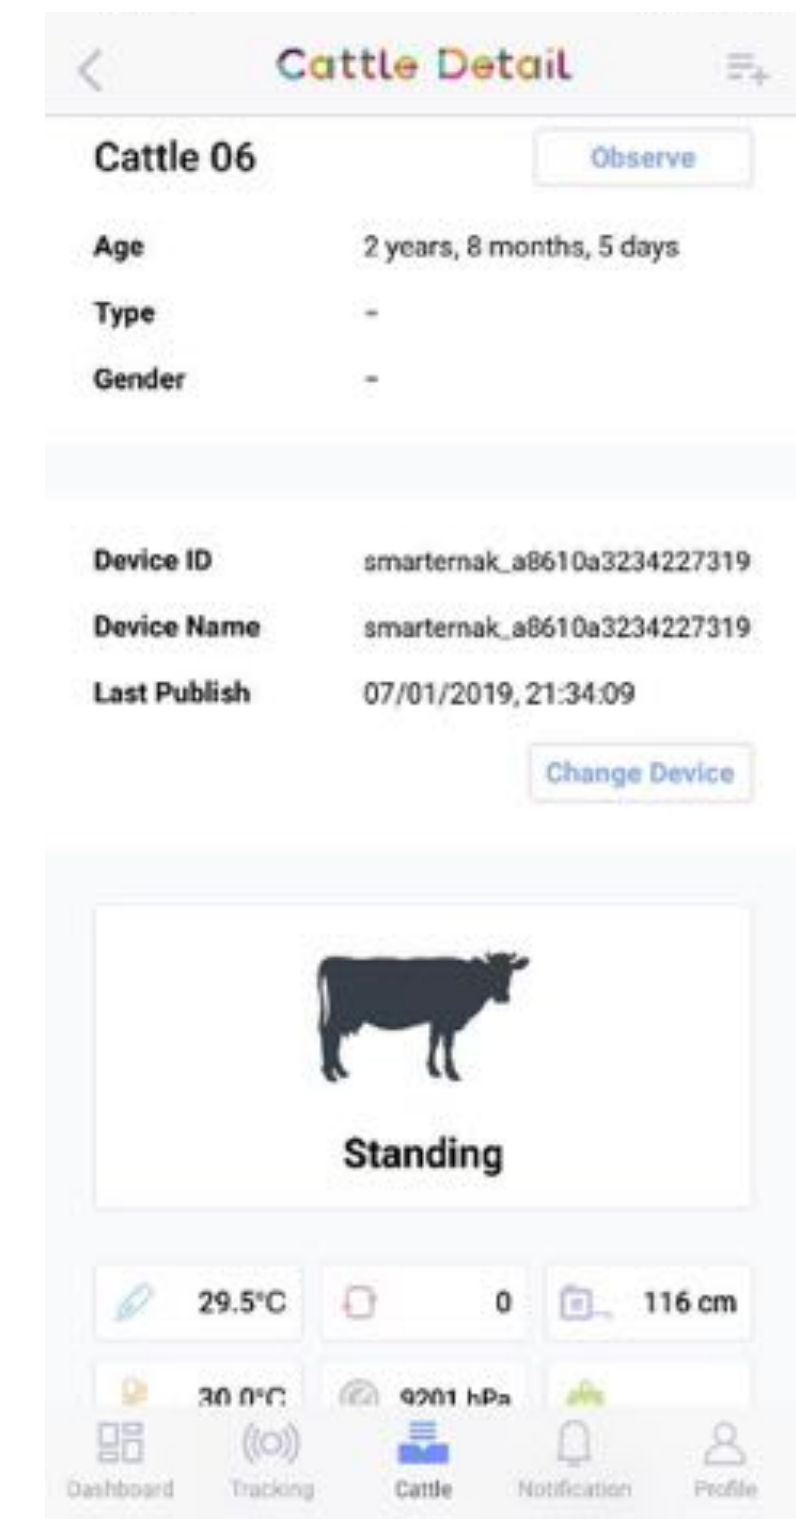 Cattle Detail
Cattle 06 Observe
Age 2 years, 8 months, 5 days
Type -
Gender -
Device ID smarternak_a8610a3234227319
Device Name smarternak_a8610a3234227319
Last Publish 07/01/2019, 21:34:09
Change Device
Standing
29.5°C 0 116 cm
30.0°C 9201 hPa
Dashboard Tracking Cattle Notification Profile